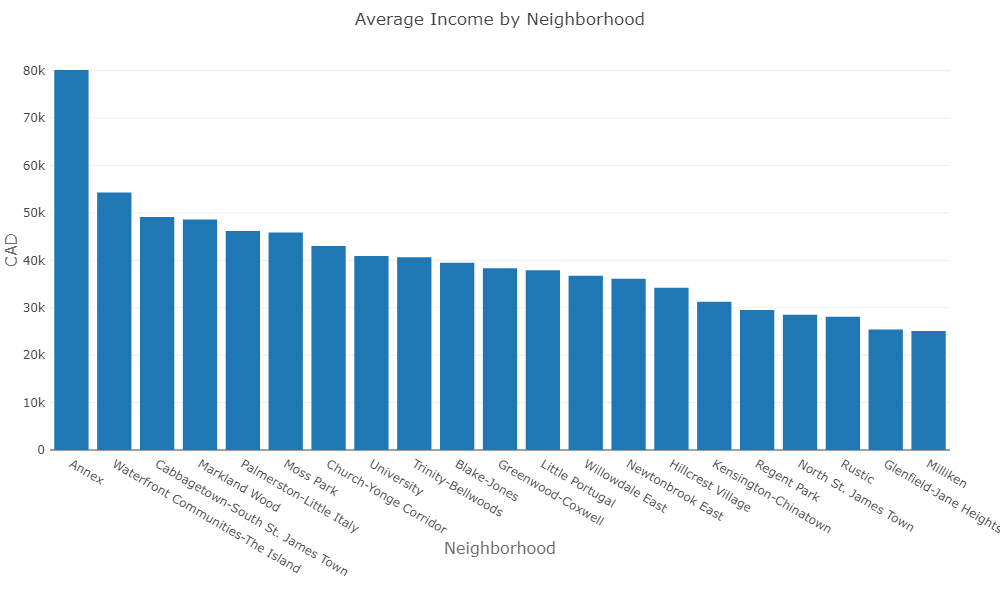 Average Income by Neighborhood
80k
70k
60k
50k
40k
30k
20k
10k
0
CAD
Annex
Waterfront Communities-The Island
Cabbagetown-South St. James Town
Markland Wood
Palmerston-Little Italy
Moss Park
Church-Yonge Corridor
University
Trinity-Bellwoods
Blake-Jones
Greenwood-Coxwell
Little Portugal
Willowdale East
Newtonbrook East
Hillcrest Village
Kensington-Chinatown
Regent Park
North St. James Town
Rustic
Glenfield-Jane Heights
Milliken
Neighborhood